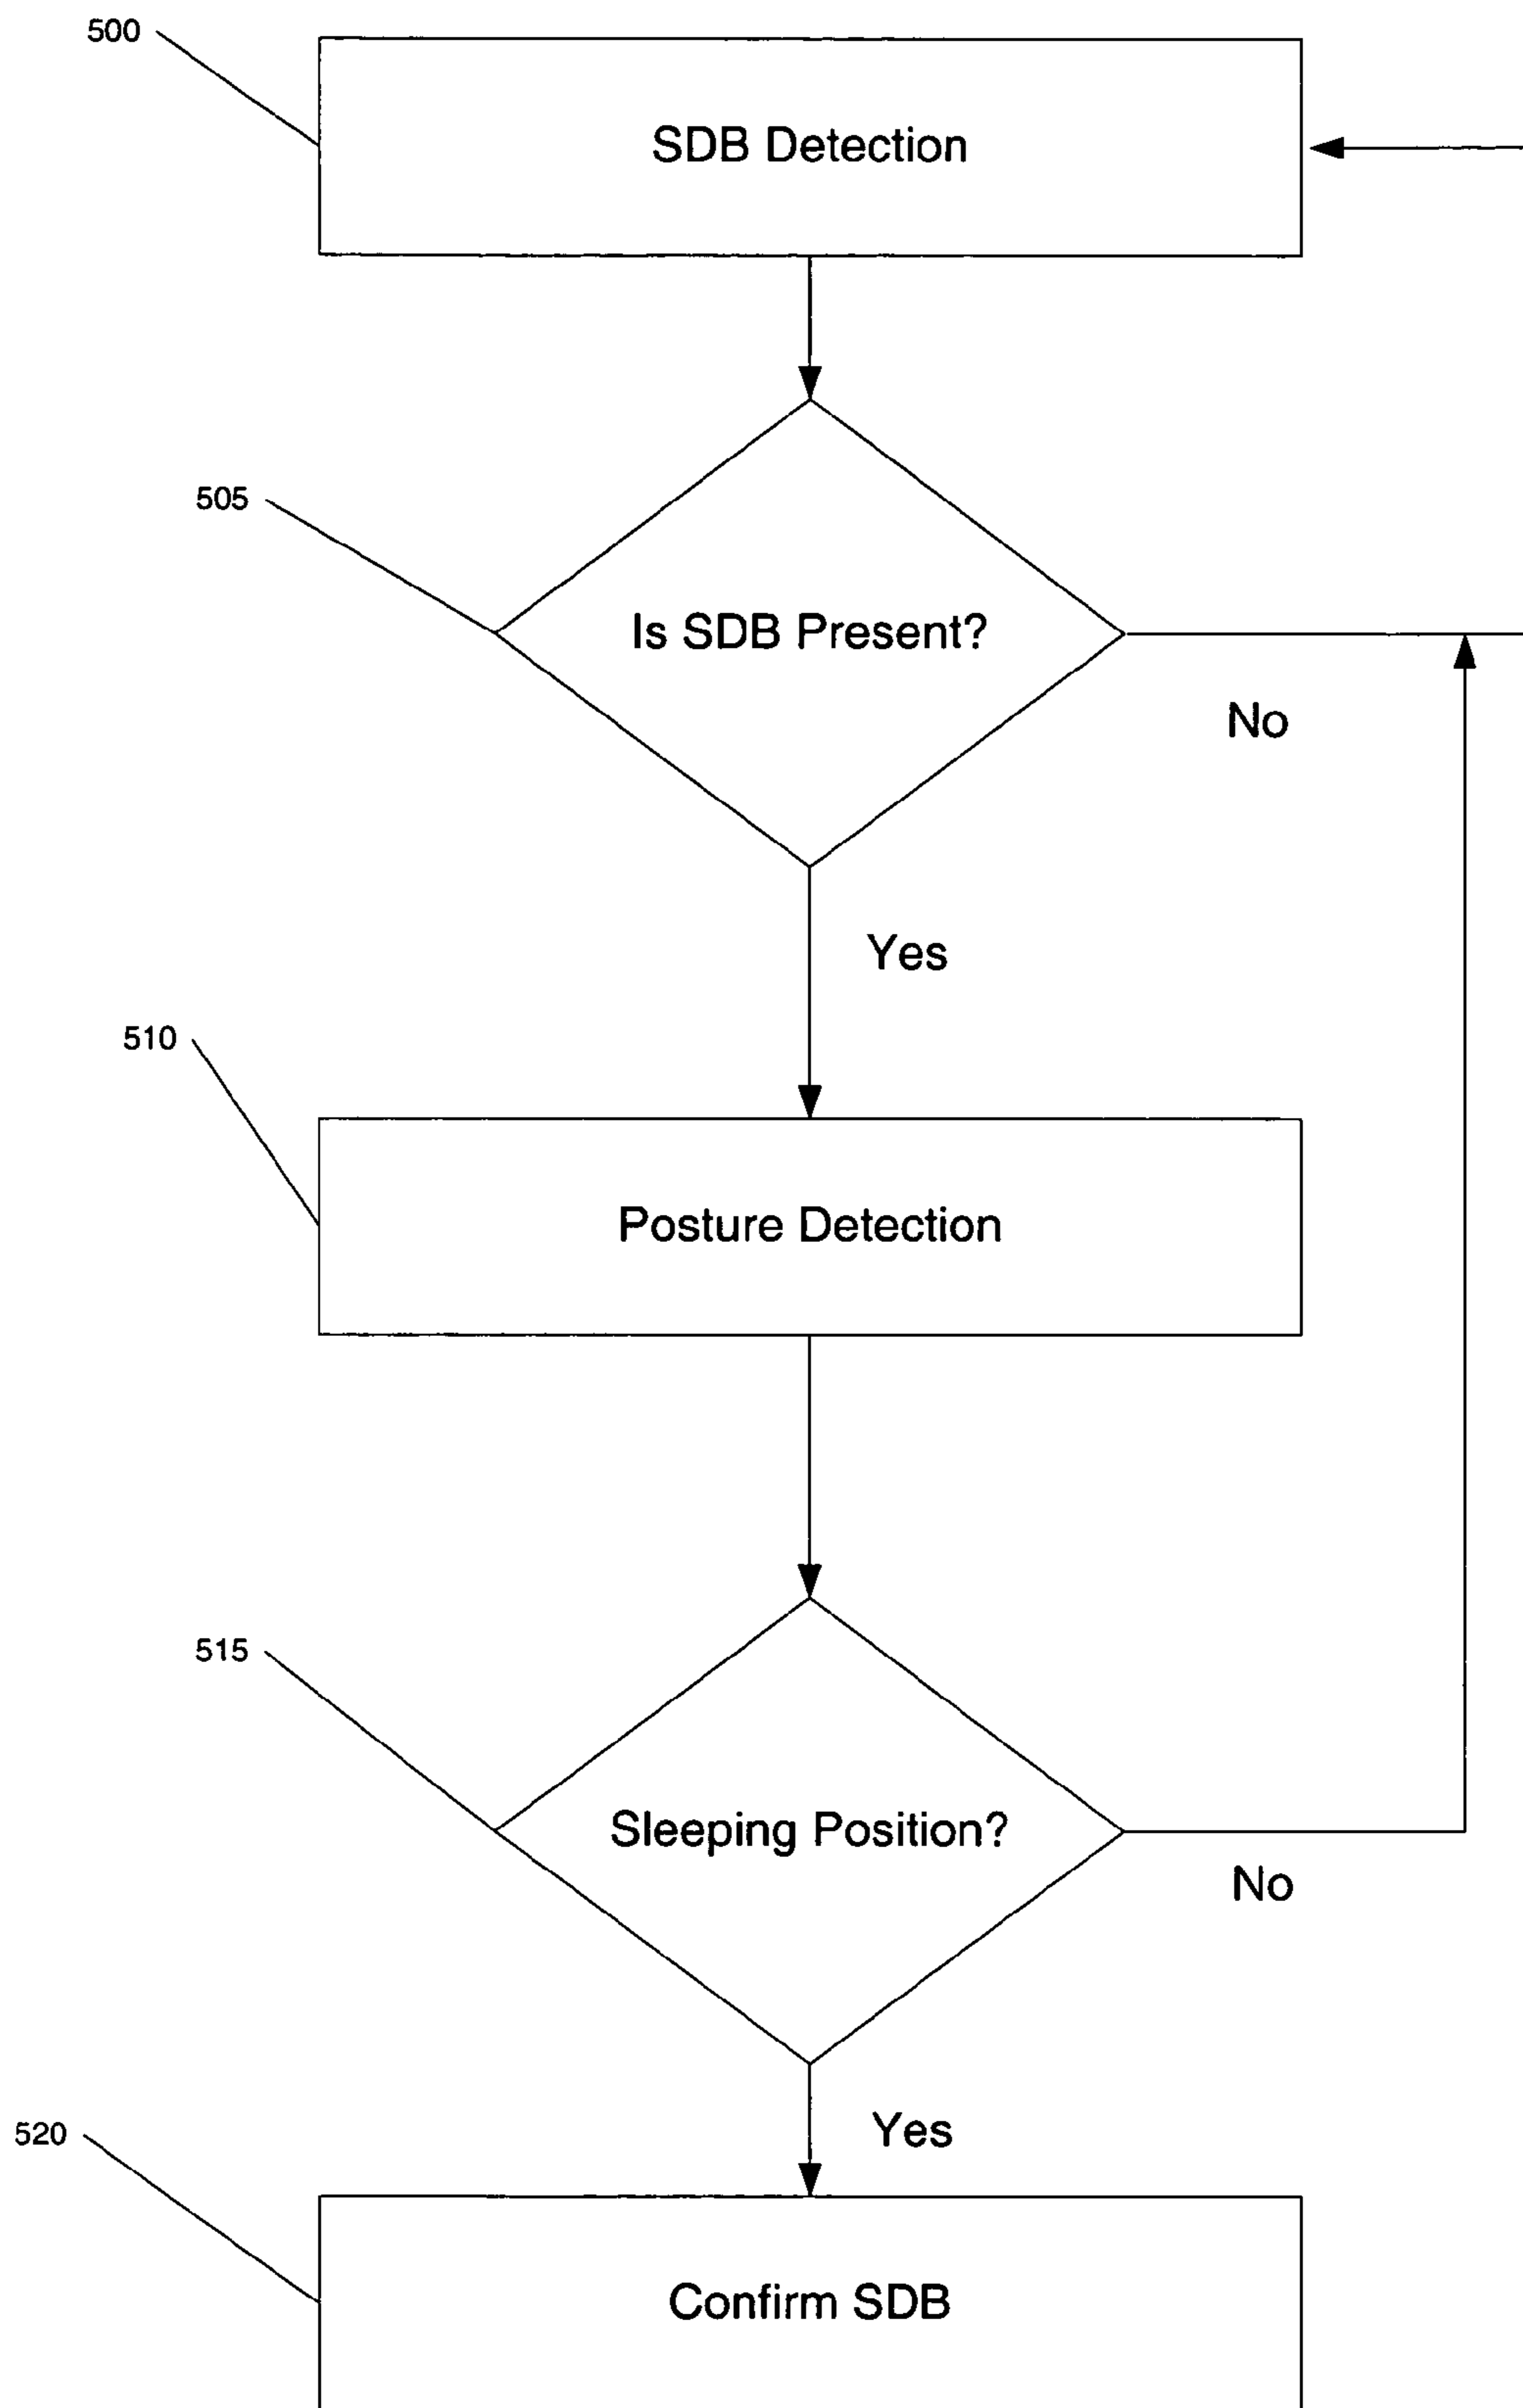 500
SDB Detection
505
Is SDB Present?
No
Yes
510
Posture Detection
515
Sleeping Position?
No
Yes
520
Confirm SDB